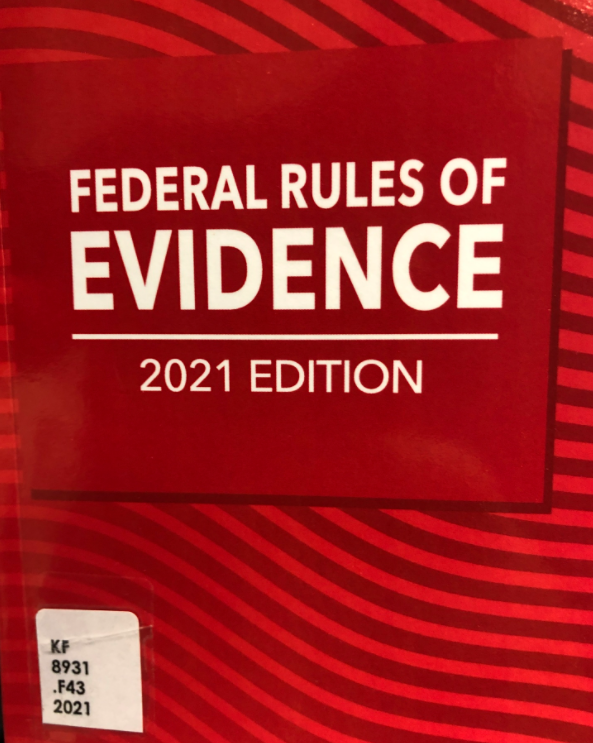 FEDERAL RULES OF
EVIDENCE
2021 EDITION
KF
8931
.F43
2021